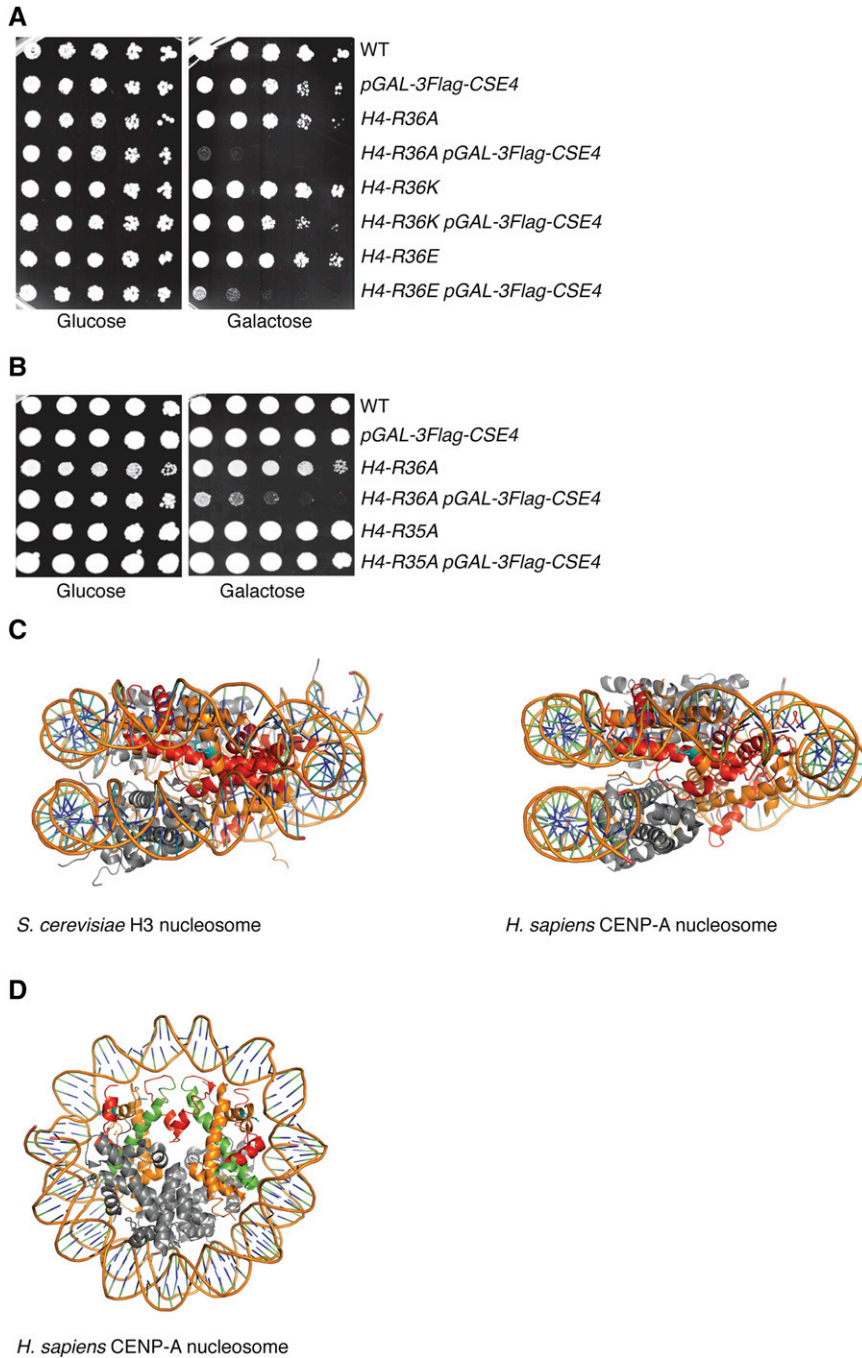 A
WT
pGAL-3Flag-CSE4
H4-R36A
H4-R36A pGAL-3Flag-CSE4
H4-R36K
H4-R36K pGAL-3Flag-CSE4
H4-R36E
H4-R36E pGAL-3Flag-CSE4
Glucose
Galactose
B
WT
pGAL-3Flag-CSE4
H4-R36A
H4-R36A pGAL-3Flag-CSE4
H4-R35A
H4-R35A pGAL-3Flag-CSE4
Glucose
Galactose
C
S. cerevisiae H3 nucleosome
H. sapiens CENP-A nucleosome
D
H. sapiens CENP-A nucleosome